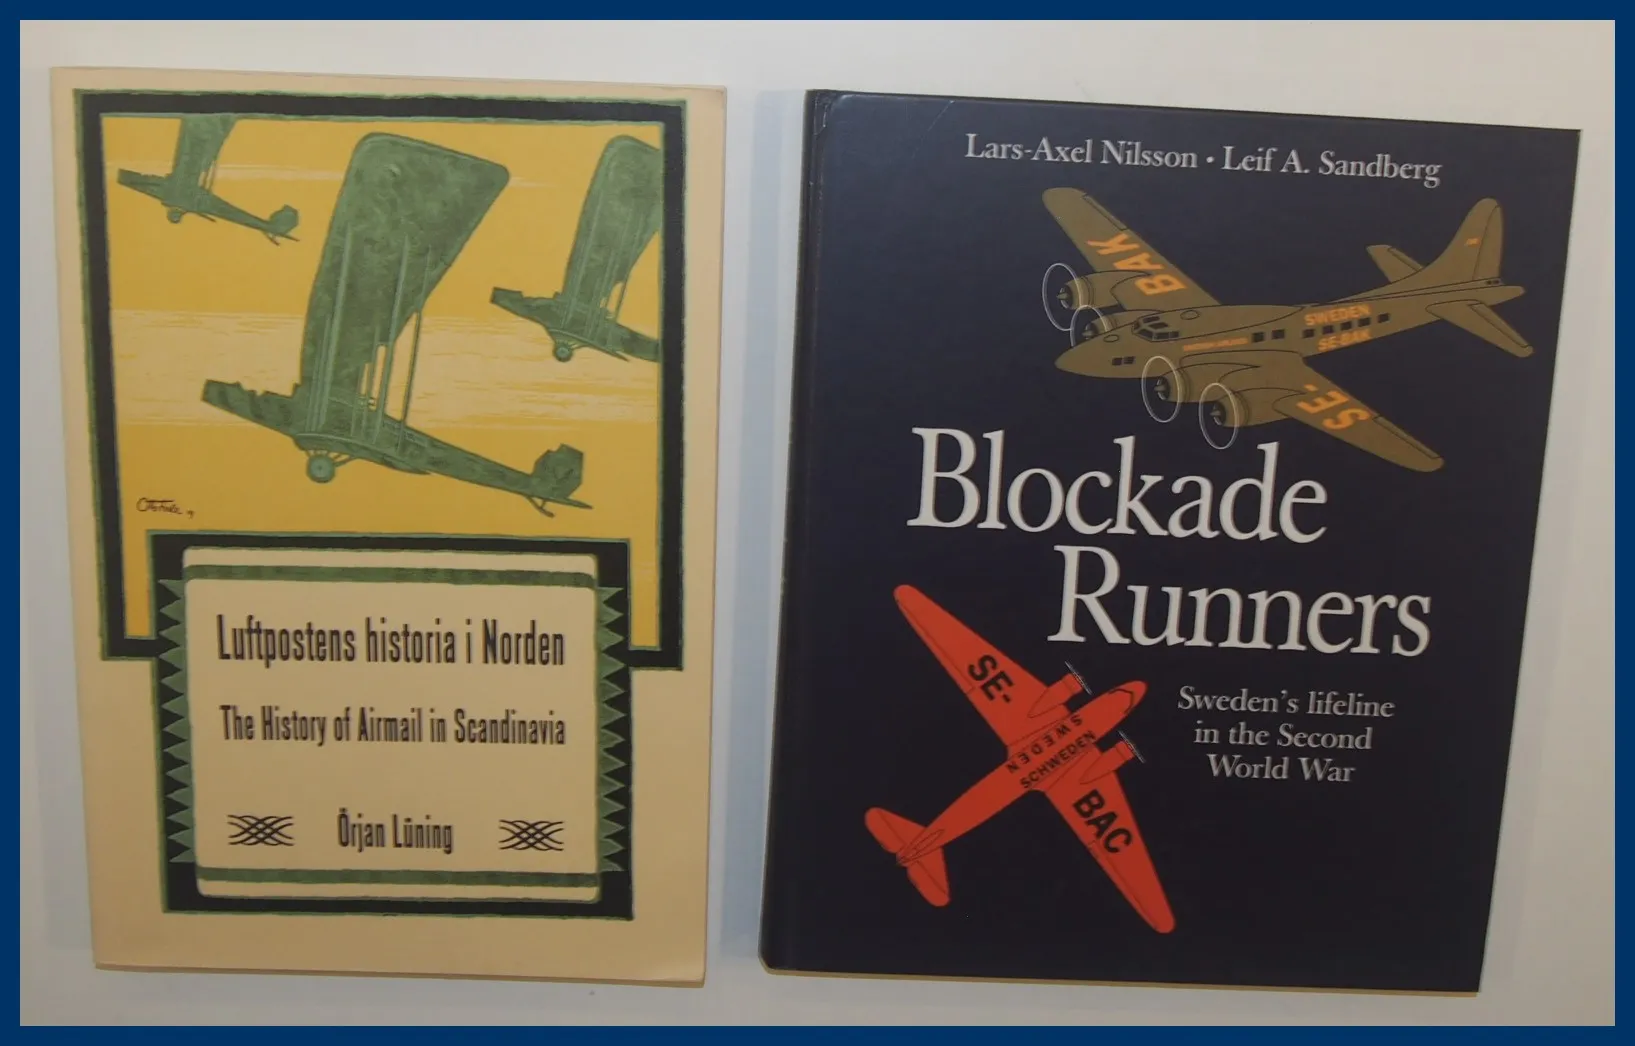 Luftpostens historia i Norden
The History of Airmail in Scandinavia
Örjan Lüning
Lars-Axel Nilsson • Leif A. Sandberg
BAK
SWEDEN
SE-BAK
SE-
Blockade
Runners
Sweden's lifeline
in the Second
World War
SE-
SWEDEN
SCHWEDEN
BAC